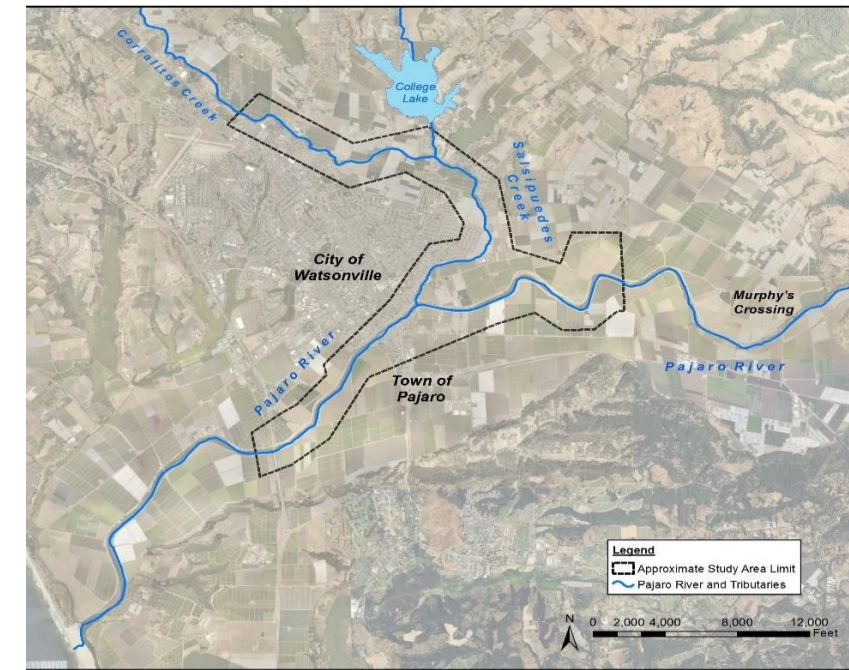 Corralitos Creek
College
Lake
Salsipuedes
Creek
City of
Watsonville
Murphy's
Crossing
Pajaro River
Pajaro River
Town of
Pajaro
Legend
Approximate Study Area Limit
Pajaro River and Tributaries
N
0 2,000 4,000 8,000 12,000
Feet